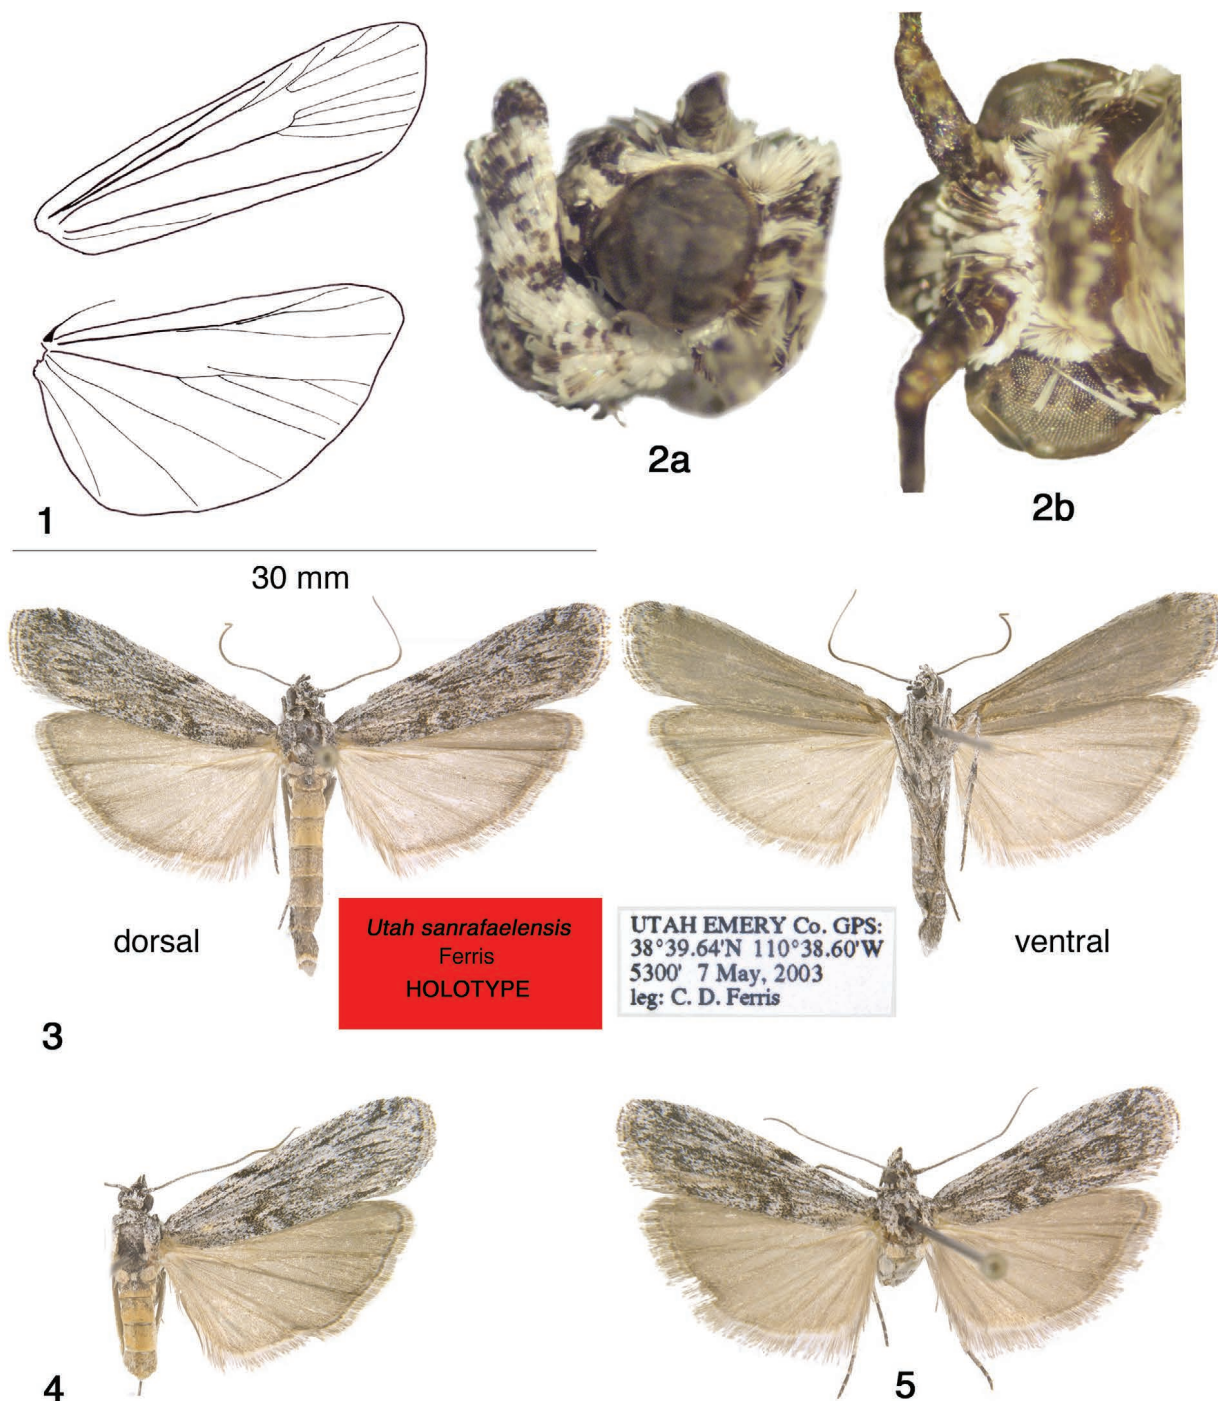 1
2a
2b
30 mm
dorsal
Utah sanrafaelensis
Ferris
HOLOTYPE
UTAH EMERY Co. GPS:
38°39.64'N 110°38.60'W
5300' 7 May, 2003
leg: C. D. Ferris
ventral
3
4
5